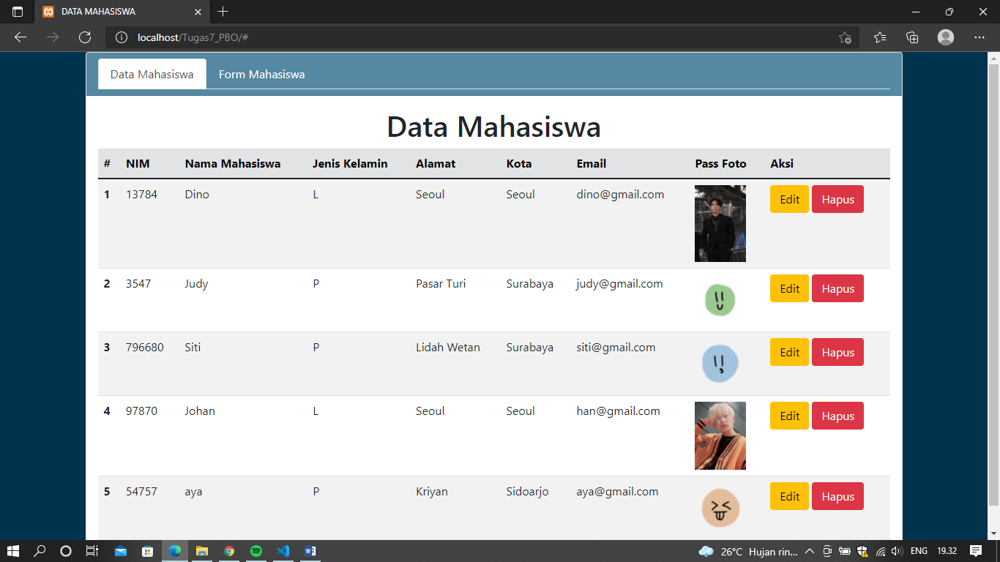 DATA MAHASISWA
localhost/Tugas7_PBO/#
Data Mahasiswa Form Mahasiswa
Data Mahasiswa
# NIM Nama Mahasiswa Jenis Kelamin Alamat Kota Email Pass Foto Aksi
1 13784 Dino L Seoul Seoul dino@gmail.com Edit Hapus
2 3547 Judy P Pasar Turi Surabaya judy@gmail.com Edit Hapus
3 796680 Siti P Lidah Wetan Surabaya siti@gmail.com Edit Hapus
4 97870 Johan L Seoul Seoul han@gmail.com Edit Hapus
5 54757 aya P Kriyan Sidoarjo aya@gmail.com Edit Hapus
26°C Hujan rin... ENG 19.32